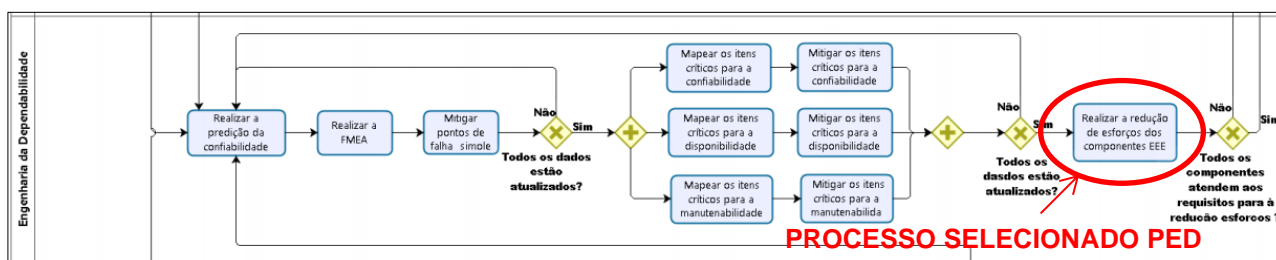 Engenharia da Dependabilidade
Realizar a
predição da
confiabilidade
Realizar a
FMEA
Mitigar
pontos de
falha simple
Não
Sim
Todos os dados
estão
atualizados?
Mapear os itens
críticos para a
confiabilidade
Mitigar os itens
críticos para a
confiabilidade
Mapear os itens
críticos para a
disponibilidade
Mitigar os itens
críticos para a
disponibilidade
Mapear os itens
críticos para a
manutenabilidade
Mitigar os itens
críticos para a
manutenabilida
Não
Sim
Todos os
dasdos estão
atualizados?
Realizar a redução
de esforços dos
componentes EEE
Não
Sim
Todos os
componentes
atendem aos
requisitos para à
redução esforços ?
PROCESSO SELECIONADO PED